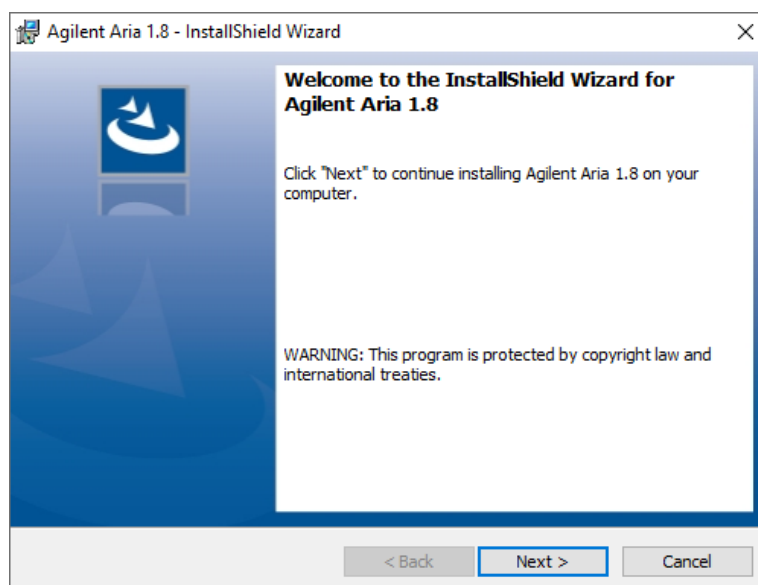 Agilent Aria 1.8 - InstallShield Wizard
Welcome to the InstallShield Wizard for
Agilent Aria 1.8
Click "Next" to continue installing Agilent Aria 1.8 on your
computer.
WARNING: This program is protected by copyright law and
international treaties.
< Back
Next >
Cancel